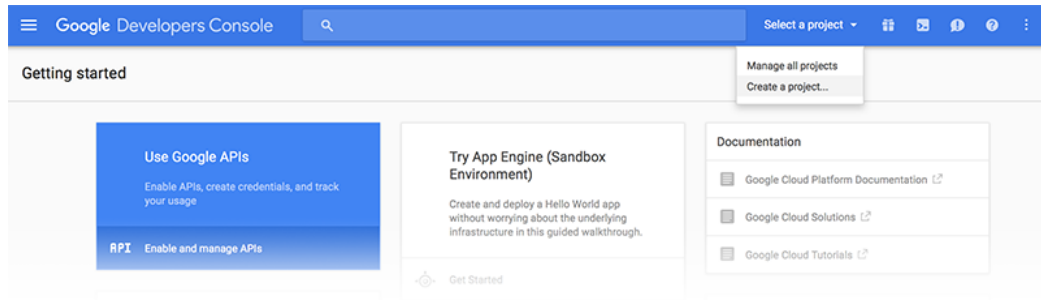 Google Developers Console
Select a project
Getting started
Manage all projects
Create a project...
Use Google APIs
Enable APIs, create credentials, and track
your usage
API Enable and manage APIs
Try App Engine (Sandbox
Environment)
Create and deploy a Hello World app
without worrying about the underlying
infrastructure in this guided walkthrough.
Get Started
Documentation
Google Cloud Platform Documentation
Google Cloud Solutions
Google Cloud Tutorials